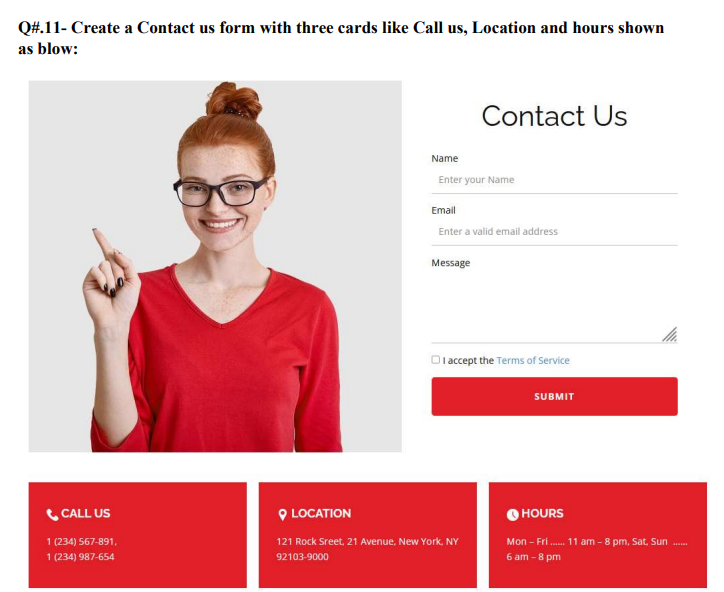 Q#.11- Create a Contact us form with three cards like Call us, Location and hours shown
as blow:
Contact Us
Name
Enter your Name
Email
Enter a valid email address
Message
I accept the Terms of Service
SUBMIT
CALL US
1 (234) 567-891,
1 (234) 987-654
LOCATION
121 Rock Sreet, 21 Avenue, New York, NY
92103-9000
HOURS
Mon – Fri ...... 11 am – 8 pm, Sat, Sun ......
6 am – 8 pm